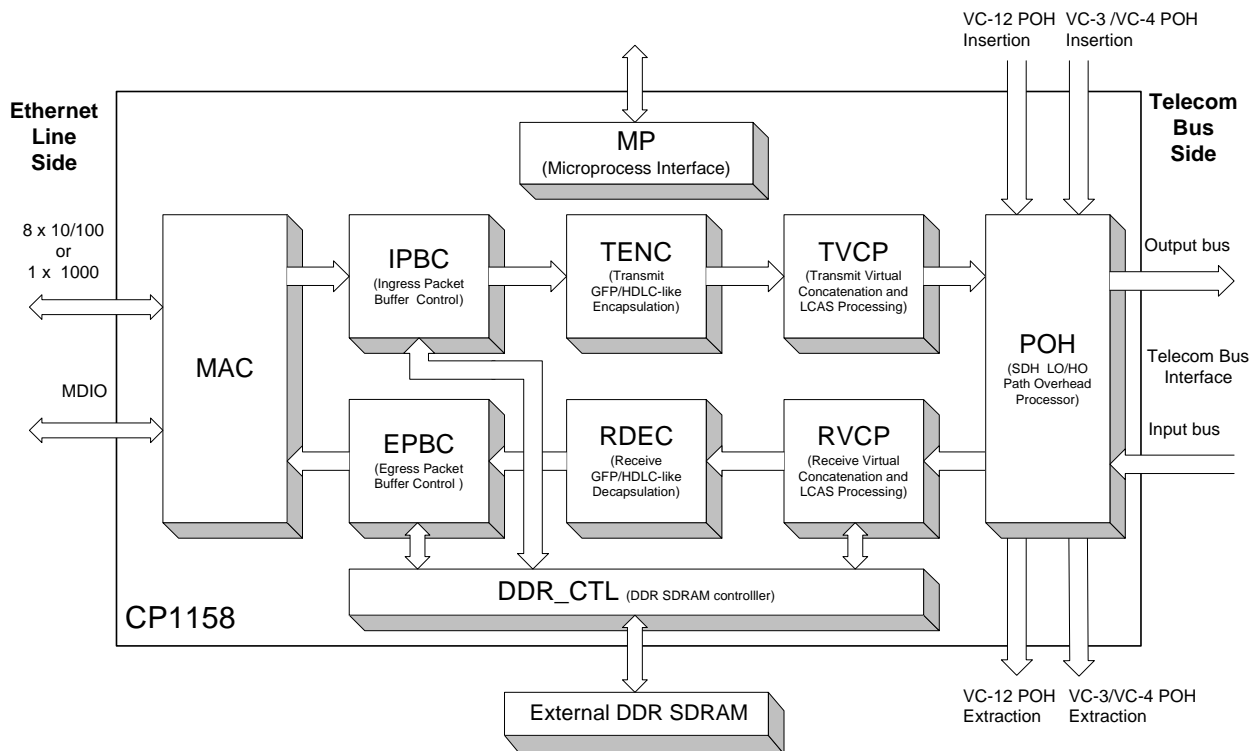 VC-12 POH
Insertion
VC-3 /VC-4 POH
Insertion
Ethernet
Line
Side
Telecom
Bus
Side
MP
(Microprocess Interface)
8 x 10/100
or
1 x 1000
MDIO
MAC
IPBC
(Ingress Packet
Buffer Control)
TENC
(Transmit
GFP/HDLC-like
Encapsulation)
TVCP
(Transmit Virtual
Concatenation and
LCAS Processing)
POH
(SDH LO/HO
Path Overhead
Processor)
Output bus
Telecom Bus
Interface
Input bus
EPBC
(Egress Packet
Buffer Control )
RDEC
(Receive
GFP/HDLC-like
Decapsulation)
RVCP
(Receive Virtual
Concatenation and
LCAS Processing)
DDR_CTL (DDR SDRAM controlller)
CP1158
External DDR SDRAM
VC-12 POH
Extraction
VC-3/VC-4 POH
Extraction